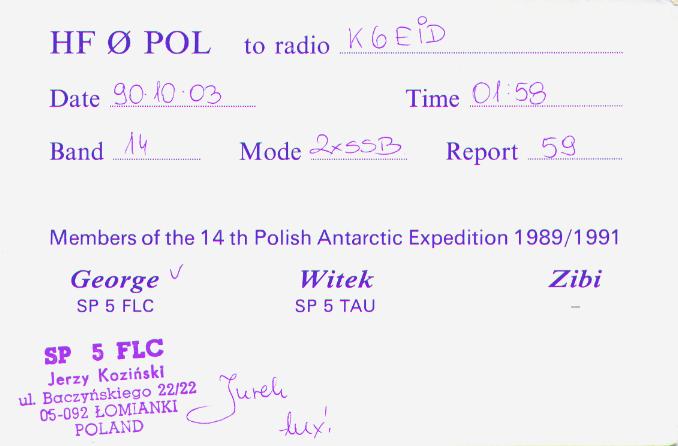 HF Ø POL to radio K6EID
Date 90.10.03 Time 01:58
Band 14 Mode 2xSSB Report 59
Members of the 14 th Polish Antarctic Expedition 1989/1991
George ✓ Witek Zibi
SP 5 FLC SP 5 TAU –
SP 5 FLC
Jerzy Koziński
ul. Baczyńskiego 22/22
05-092 ŁOMIANKI
POLAND
Jurek
tux!